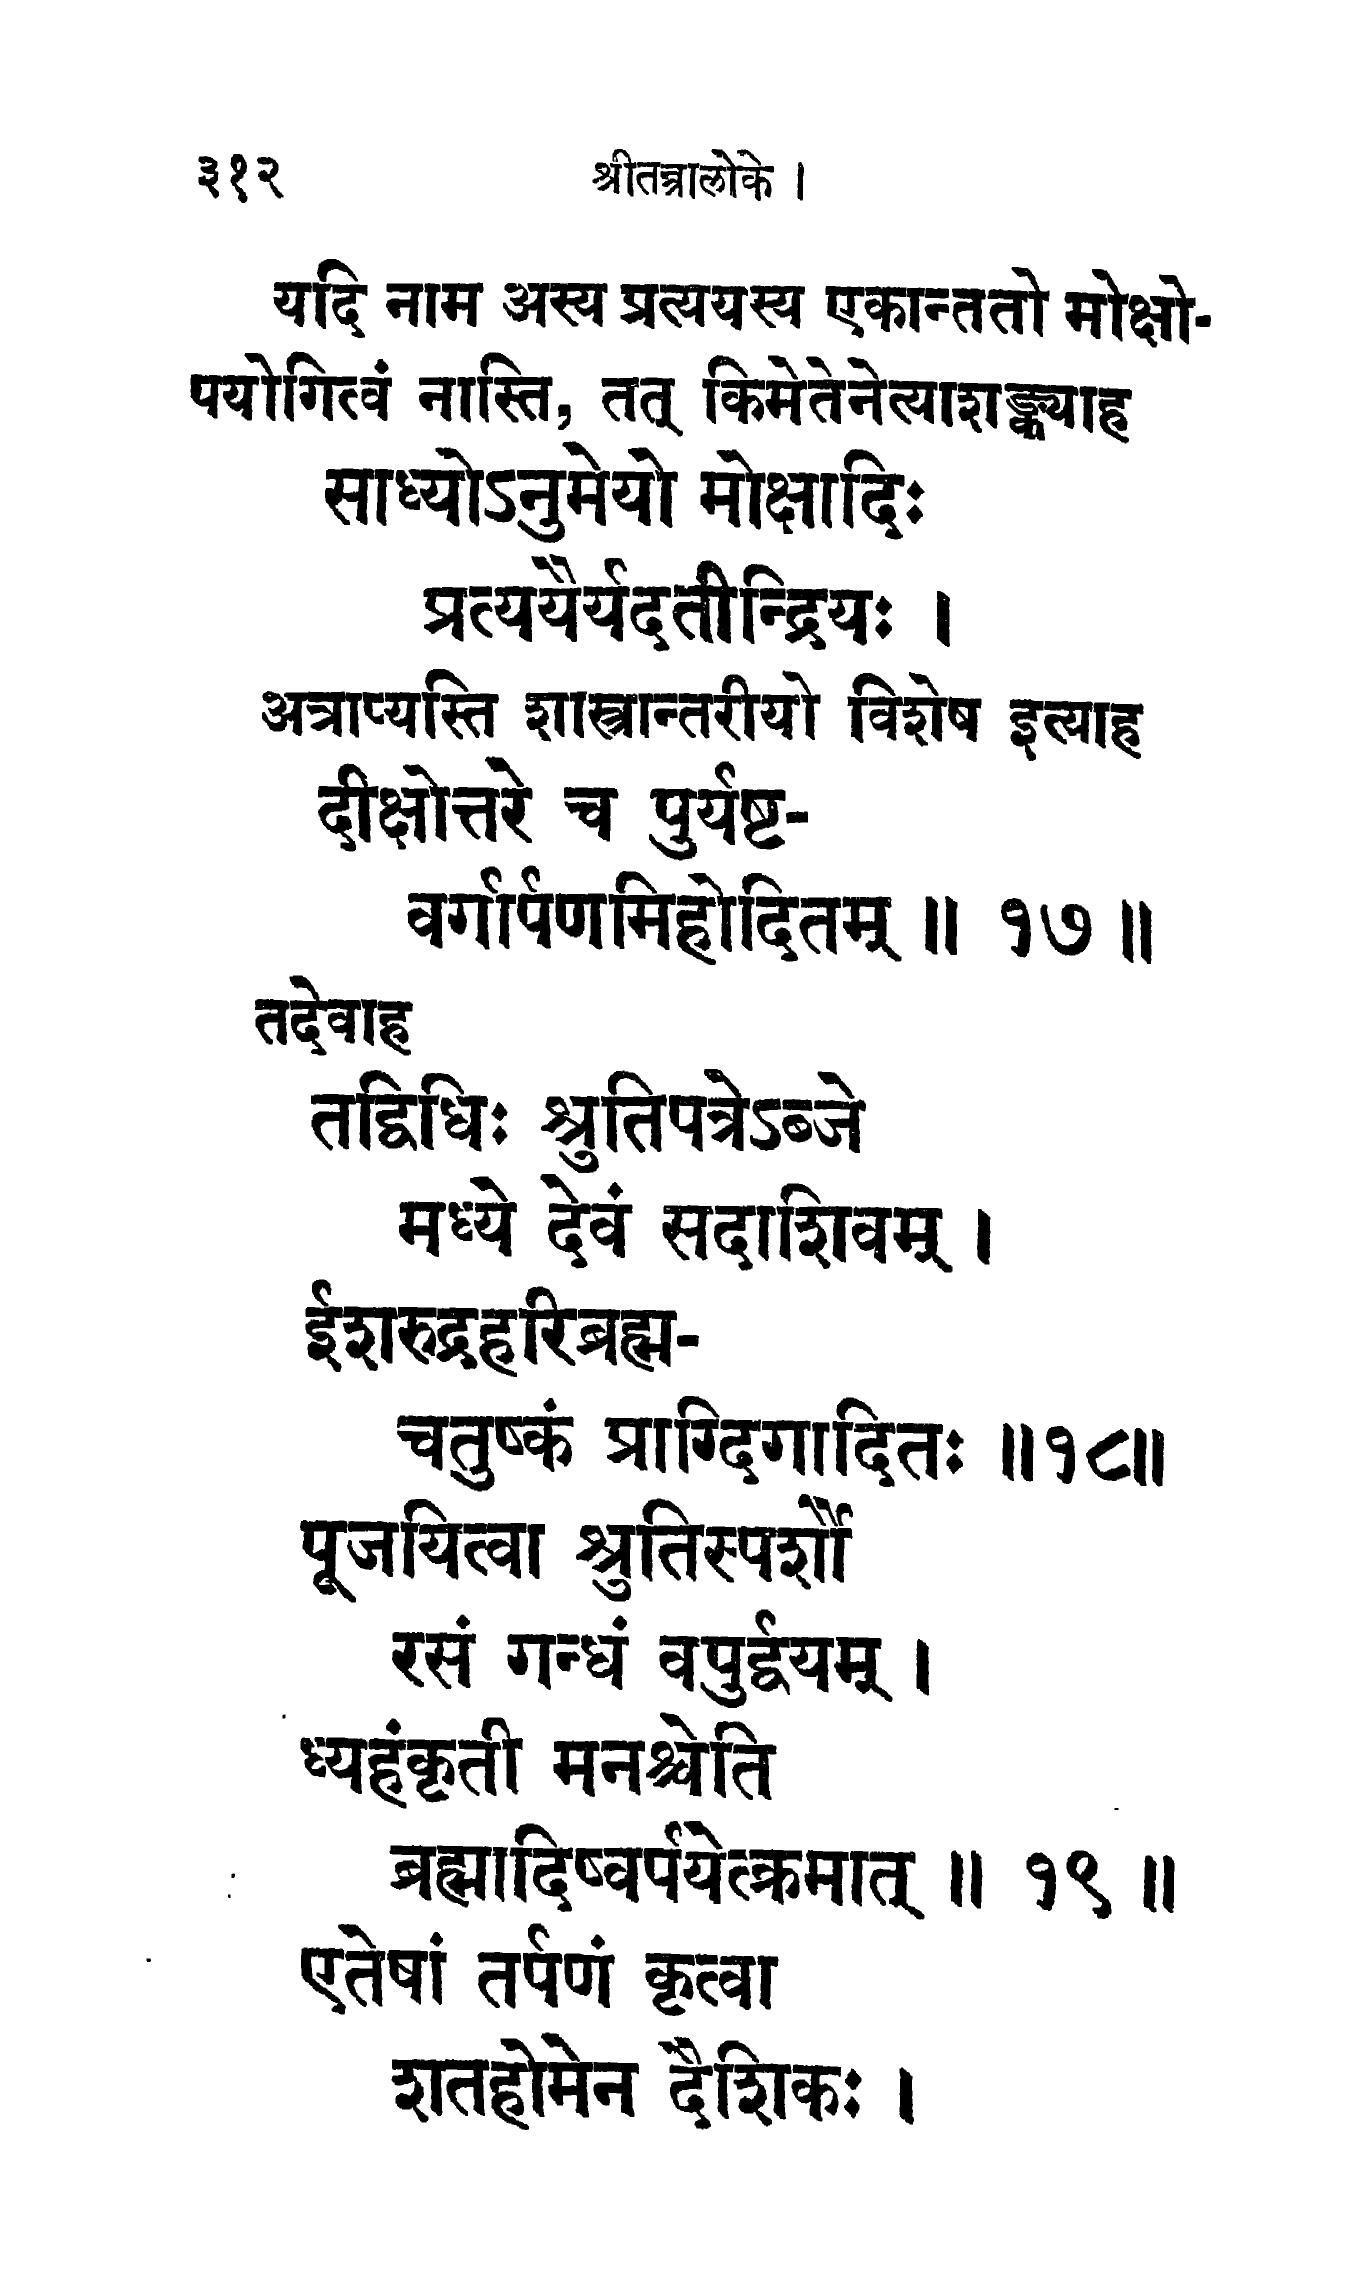 ३१२ श्रीतन्त्रालोके ।
यदि नाम अस्य प्रत्ययस्य एकान्ततो मोक्षो-
पयोगित्वं नास्ति, तत् किमेतेनेत्याशङ्क्याह
साध्योऽनुमेयो मोक्षादिः
प्रत्ययैर्यदतीन्द्रियः ।
अत्राप्यस्ति शास्त्रान्तरीयो विशेष इत्याह
दीक्षोत्तरे च पुर्यष्ट-
वर्गार्पणमिहोदितम् ॥ १७ ॥
तदेवाह
तद्विधिः श्रुतिपत्रेऽब्जे
मध्ये देवं सदाशिवम् ।
ईशरुद्रहरिब्रह्म-
चतुष्कं प्राग्दिगादितः ॥१८॥
पूजयित्वा श्रुतिस्पर्शौ
रसं गन्धं वपुर्द्वयम् ।
ध्यहंकृती मनश्चेति
ब्रह्मादिष्वर्पयेत्क्रमात् ॥ १९ ॥
एतेषां तर्पणं कृत्वा
शतहोमेन दैशिकः ।